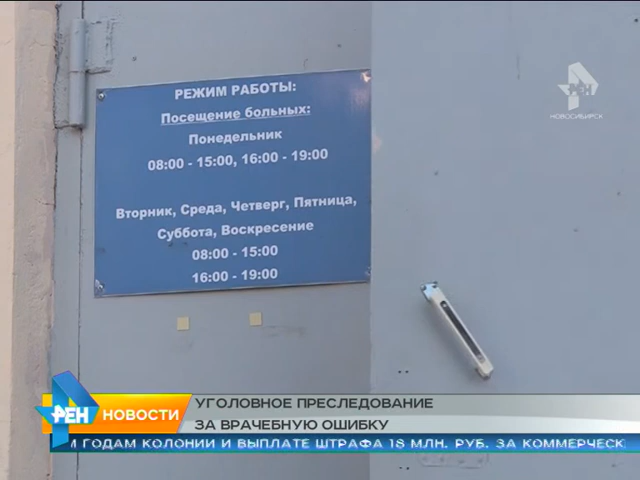 РЕЖИМ РАБОТЫ:
Посещение больных:
Понедельник
08:00 - 15:00, 16:00 - 19:00
Вторник, Среда, Четверг, Пятница,
Суббота, Воскресение
08:00 - 15:00
16:00 - 19:00
РЕН
НОВОСИБИРСК
РЕН НОВОСТИ
УГОЛОВНОЕ ПРЕСЛЕДОВАНИЕ
ЗА ВРАЧЕБНУЮ ОШИБКУ
М ГОДАМ КОЛОНИИ И ВЫПЛАТЕ ШТРАФА 18 МЛН. РУБ. ЗА КОММЕРЧЕСК